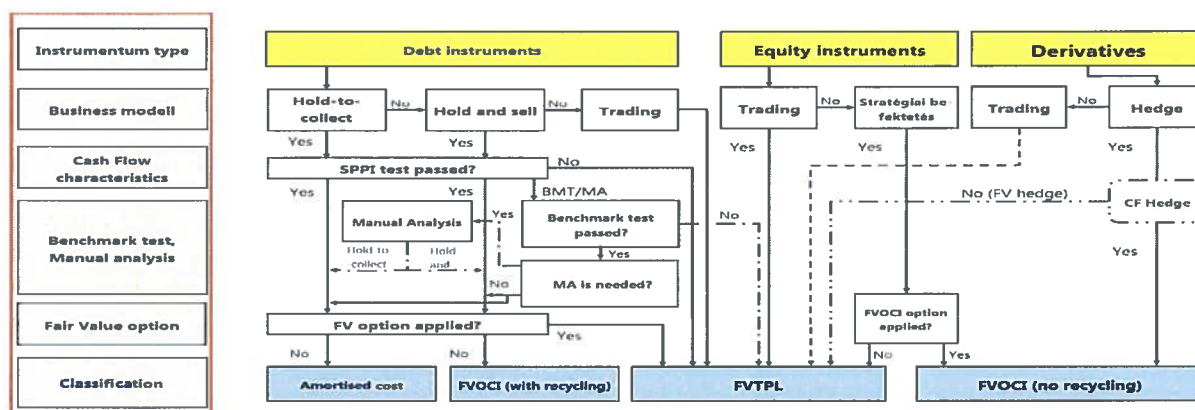 Instrumentum type
Business modell
Cash Flow
characteristics
Benchmark test,
Manual analysis
Fair Value option
Classification
Debt instruments
Equity instruments
Derivatives
Hold-to-
collect
No
Hold and sell
No
Trading
Trading
No
Stratégiai be-
fektetés
Trading
No
Hedge
Yes
Yes
Yes
Yes
Yes
SPPI test passed?
No
Yes
Yes
BMT/MA
No (FV hedge)
CF Hedge
Manual Analysis
Yes
Benchmark test
passed?
No
Hold to
collect
Hold
and
Yes
Yes
No
MA is needed?
FVOCI option
applied?
FV option applied?
Yes
No
No
No
Yes
Amortised cost
FVOCI (with recycling)
FVTPL
FVOCI (no recycling)